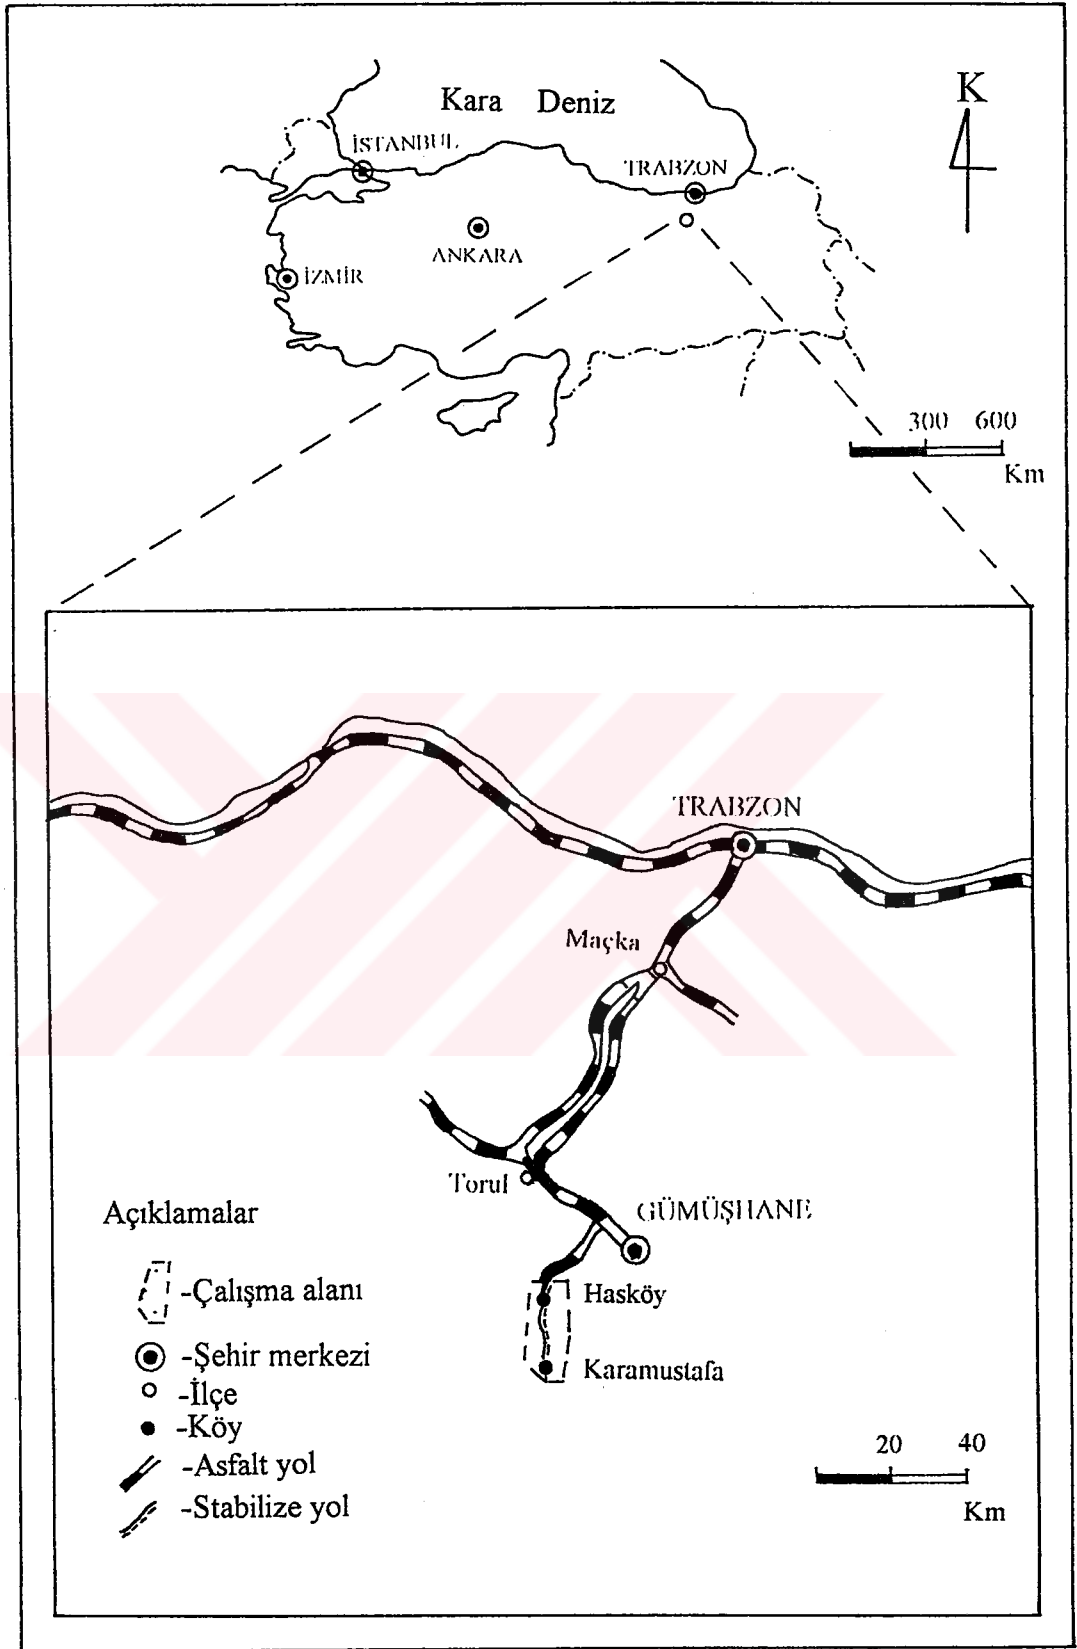 Kara Deniz
K
İSTANBUL
TRABZON
ANKARA
İZMİR
300 600
Km
TRABZON
Maçka
Torul
GÜMÜŞHANE
Açıklamalar
-Çalışma alanı
Hasköy
-Şehir merkezi
Karamustafa
-İlçe
-Köy
-Asfalt yol
20 40
-Stabilize yol
Km